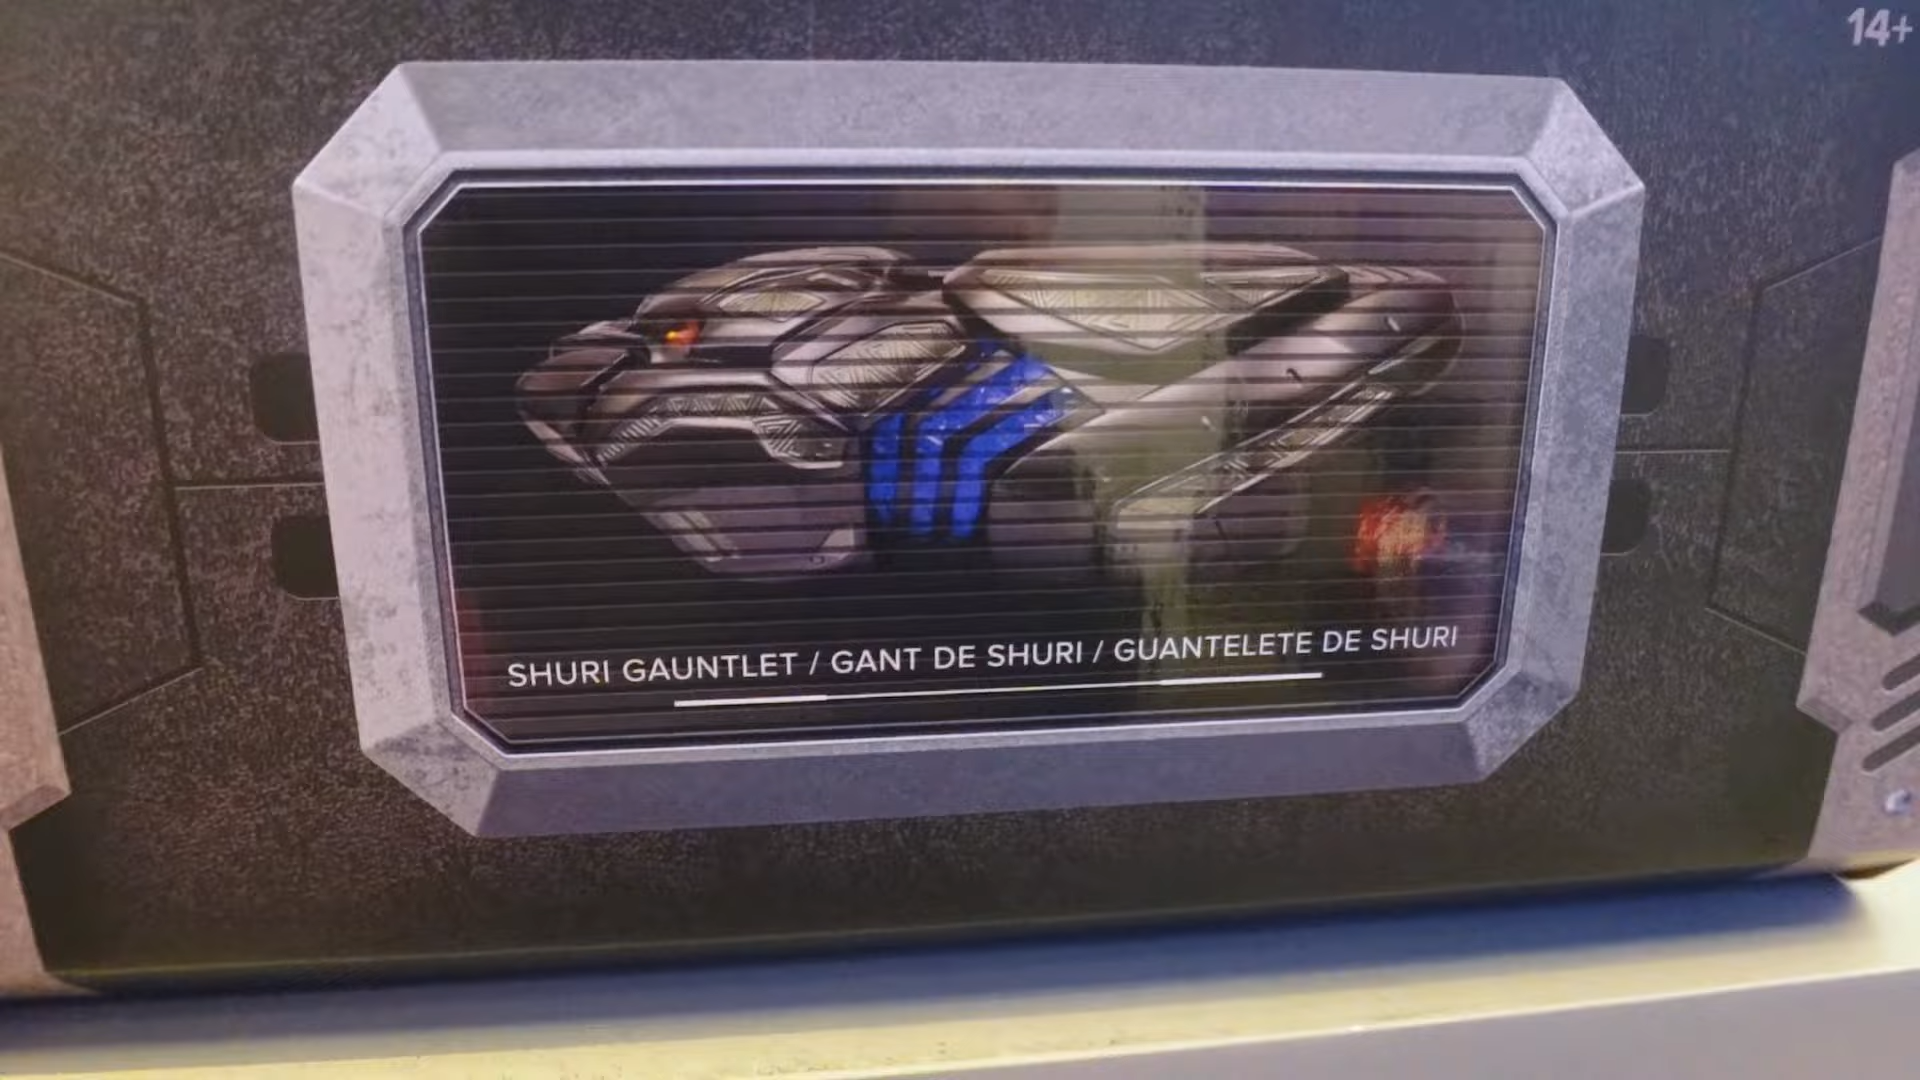 14+
SHURI GAUNTLET / GANT DE SHURI / GUANTELETE DE SHURI